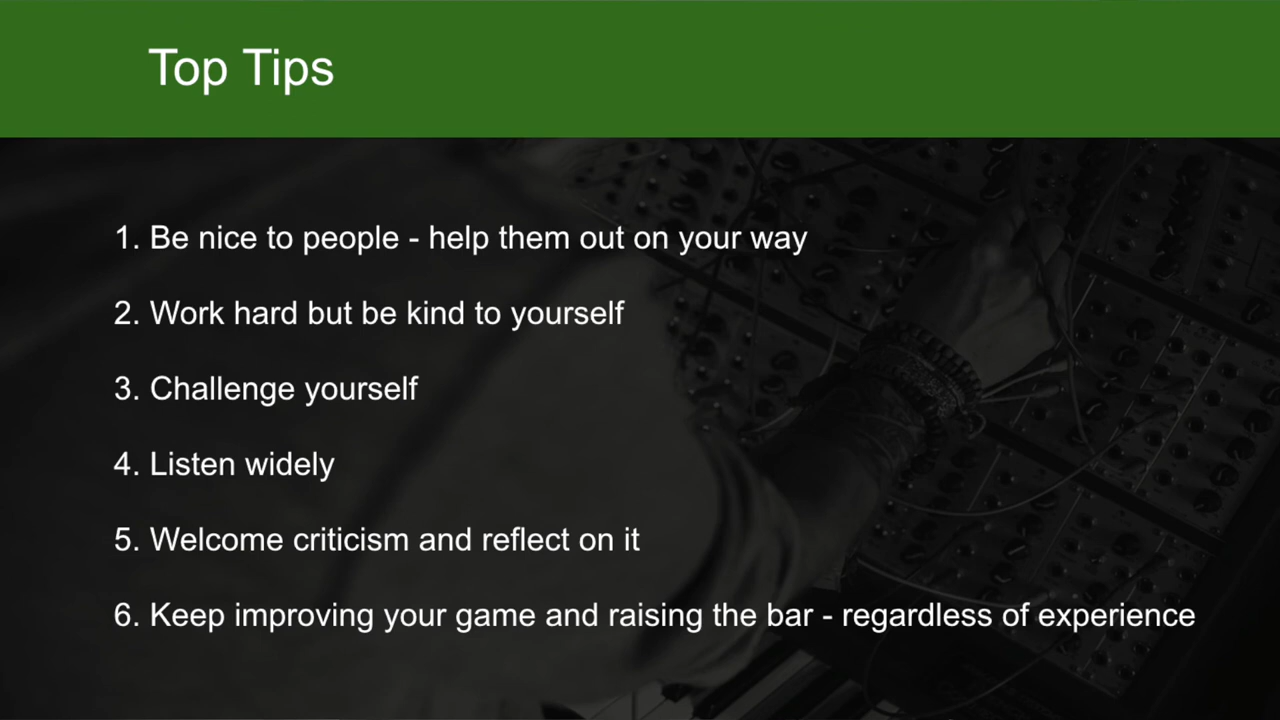 Top Tips
1. Be nice to people - help them out on your way
2. Work hard but be kind to yourself
3. Challenge yourself
4. Listen widely
5. Welcome criticism and reflect on it
6. Keep improving your game and raising the bar - regardless of experience